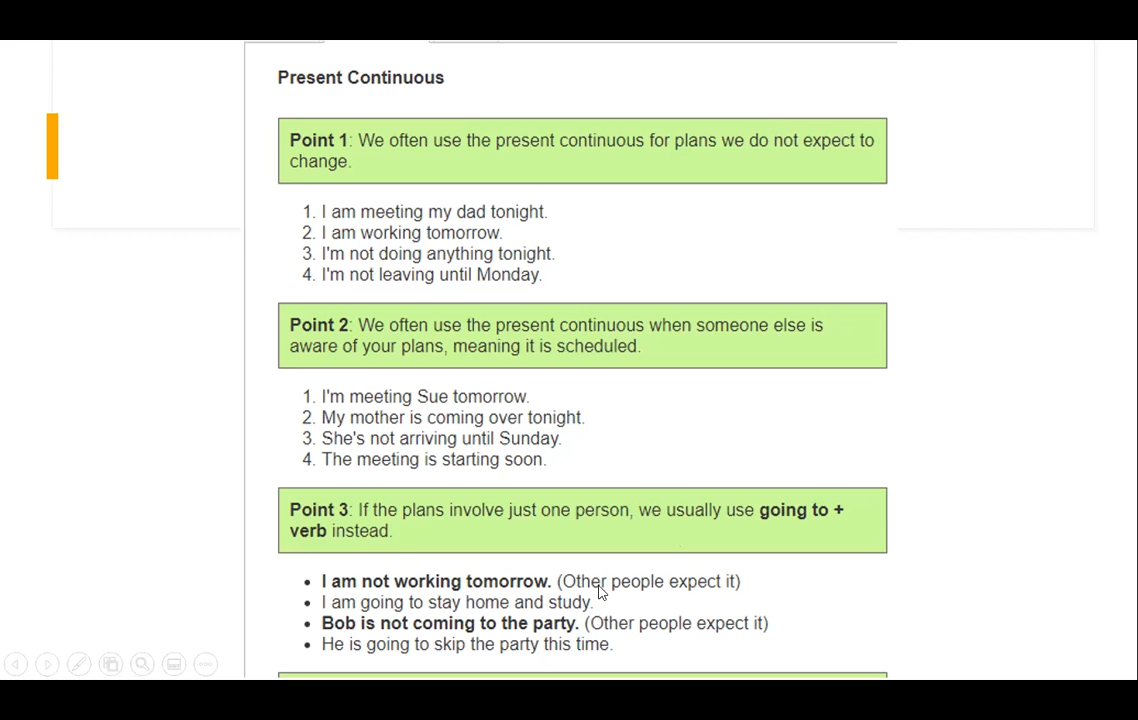 Present Continuous
Point 1: We often use the present continuous for plans we do not expect to
change.
1. I am meeting my dad tonight.
2. I am working tomorrow.
3. I'm not doing anything tonight.
4. I'm not leaving until Monday.
Point 2: We often use the present continuous when someone else is
aware of your plans, meaning it is scheduled.
1. I'm meeting Sue tomorrow.
2. My mother is coming over tonight.
3. She's not arriving until Sunday.
4. The meeting is starting soon.
Point 3: If the plans involve just one person, we usually use going to +
verb instead.
• I am not working tomorrow. (Other people expect it)
• I am going to stay home and study.
• Bob is not coming to the party. (Other people expect it)
• He is going to skip the party this time.